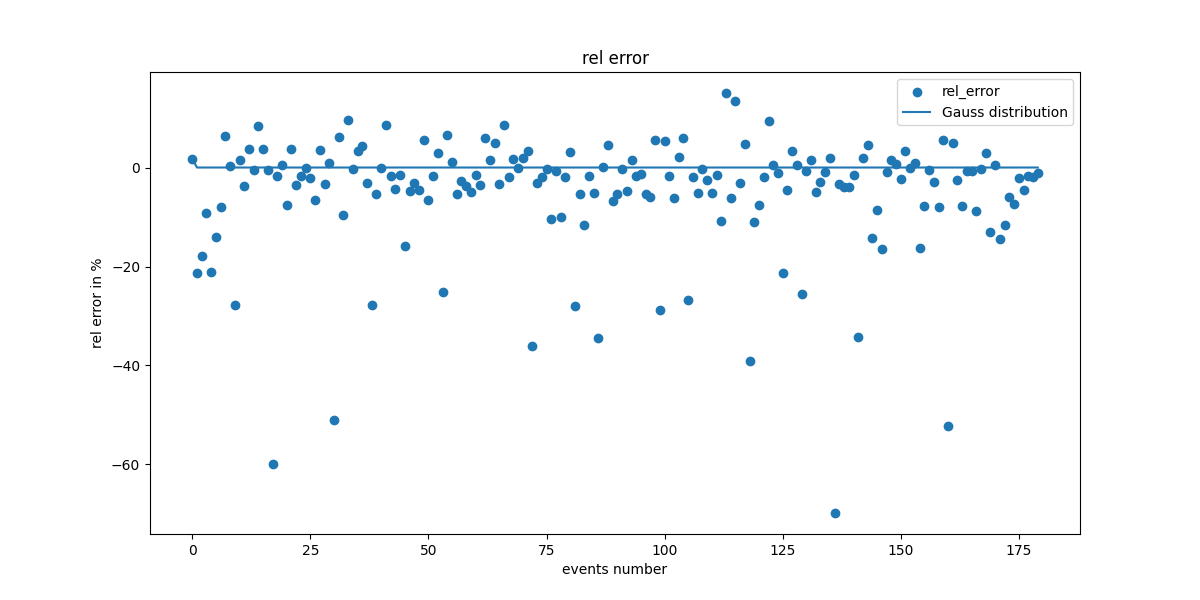 rel error
rel_error
Gauss distribution
rel error in %
0
−20
−40
−60
0 25 50 75 100 125 150 175
events number